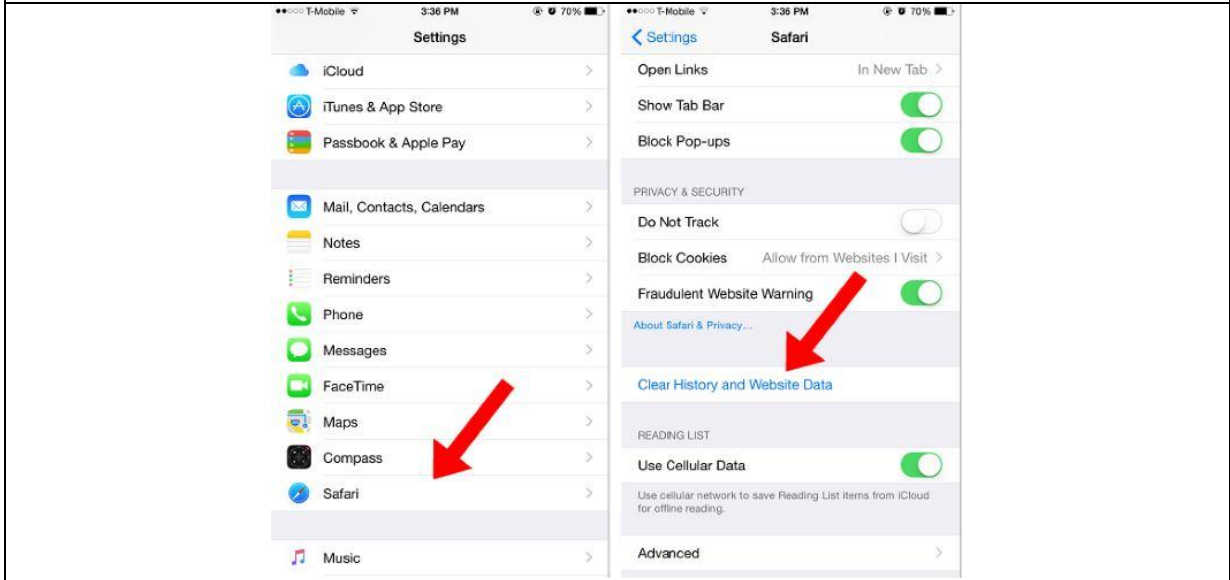 T-Mobile 3:36 PM 70%
Settings
iCloud
iTunes & App Store
Passbook & Apple Pay
Mail, Contacts, Calendars
Notes
Reminders
Phone
Messages
FaceTime
Maps
Compass
Safari
Music
T-Mobile 3:36 PM 70%
Settings Safari
Open Links In New Tab
Show Tab Bar
Block Pop-ups
PRIVACY & SECURITY
Do Not Track
Block Cookies Allow from Websites I Visit
Fraudulent Website Warning
About Safari & Privacy...
Clear History and Website Data
READING LIST
Use Cellular Data
Use cellular network to save Reading List items from iCloud
for offline reading.
Advanced